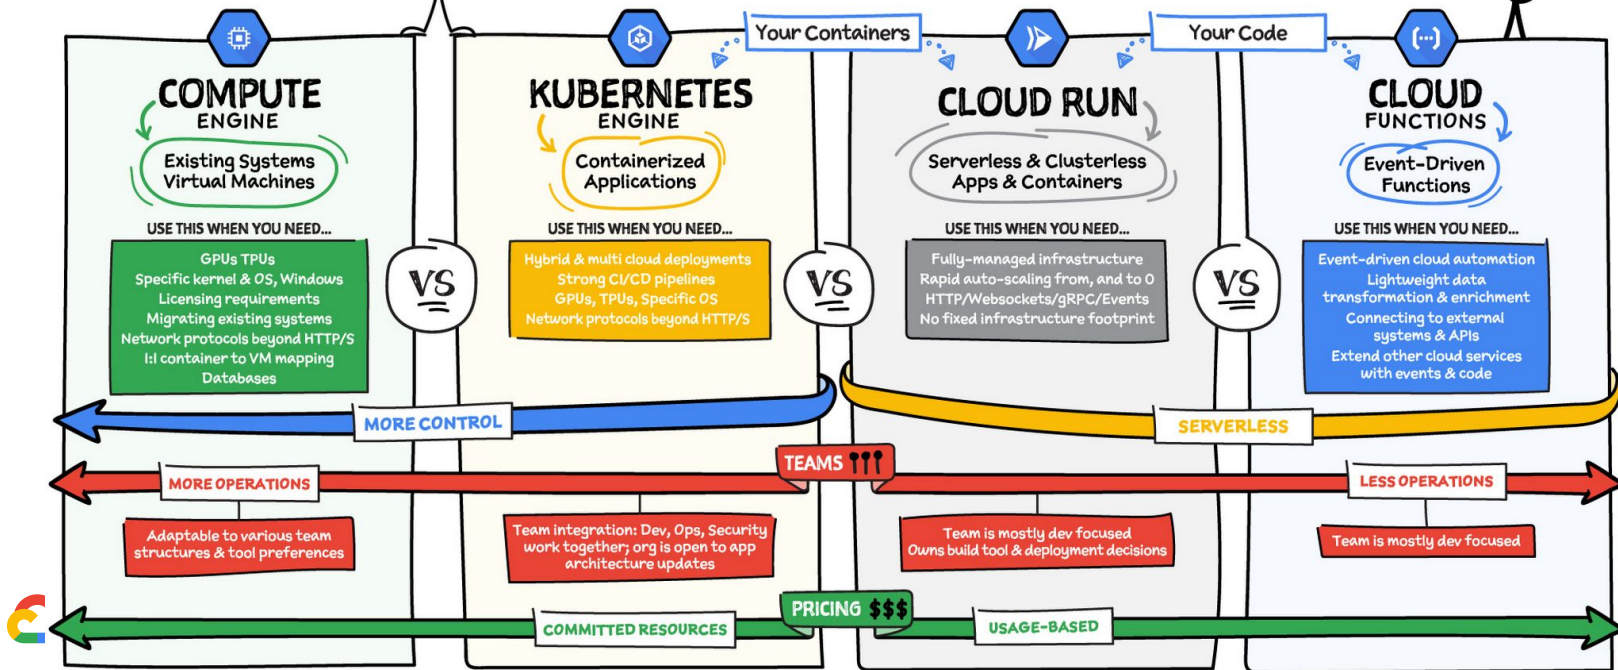 Your Containers
Your Code
COMPUTE
ENGINE
Existing Systems
Virtual Machines
USE THIS WHEN YOU NEED...
GPUs TPUs
Specific kernel & OS, Windows
Licensing requirements
Migrating existing systems
Network protocols beyond HTTP/S
1:1 container to VM mapping
Databases
VS
KUBERNETES
ENGINE
Containerized
Applications
USE THIS WHEN YOU NEED...
Hybrid & multi cloud deployments
Strong CI/CD pipelines
GPUs, TPUs, Specific OS
Network protocols beyond HTTP/S
VS
CLOUD RUN
Serverless & Clusterless
Apps & Containers
USE THIS WHEN YOU NEED...
Fully-managed infrastructure
Rapid auto-scaling from, and to 0
HTTP/Websockets/gRPC/Events
No fixed infrastructure footprint
VS
CLOUD
FUNCTIONS
Event-Driven
Functions
USE THIS WHEN YOU NEED...
Event-driven cloud automation
Lightweight data
transformation & enrichment
Connecting to external
systems & APIs
Extend other cloud services
with events & code
MORE CONTROL
SERVERLESS
TEAMS
MORE OPERATIONS
LESS OPERATIONS
Adaptable to various team
structures & tool preferences
Team integration: Dev, Ops, Security
work together; org is open to app
architecture updates
Team is mostly dev focused
Owns build tool & deployment decisions
Team is mostly dev focused
PRICING $$$
COMMITTED RESOURCES
USAGE-BASED